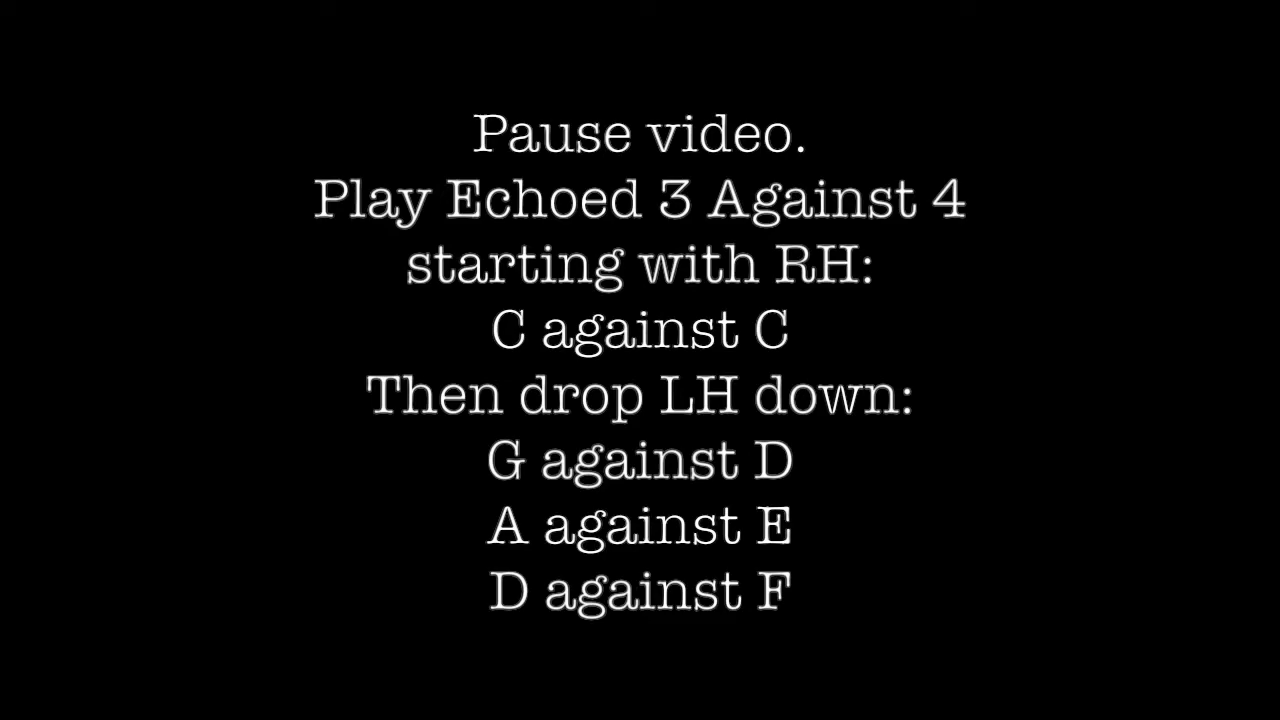 Pause video.
Play Echoed 3 Against 4
starting with RH:
C against C
Then drop LH down:
G against D
A against E
D against F